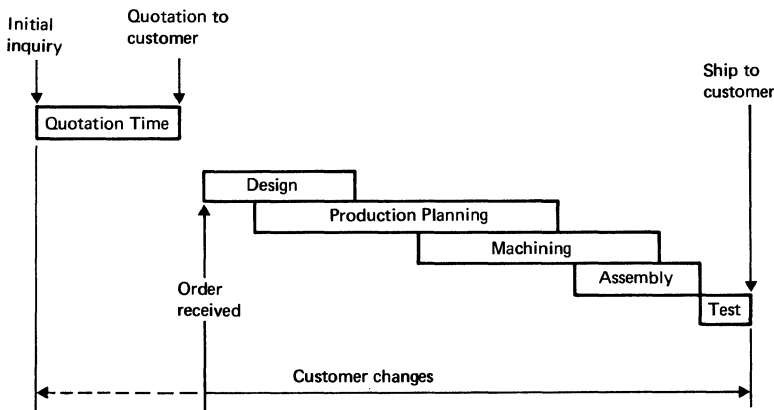 Initial
inquiry
Quotation to
customer
Ship to
customer
Quotation Time
Design
Production Planning
Machining
Assembly
Order
received
Test
Customer changes